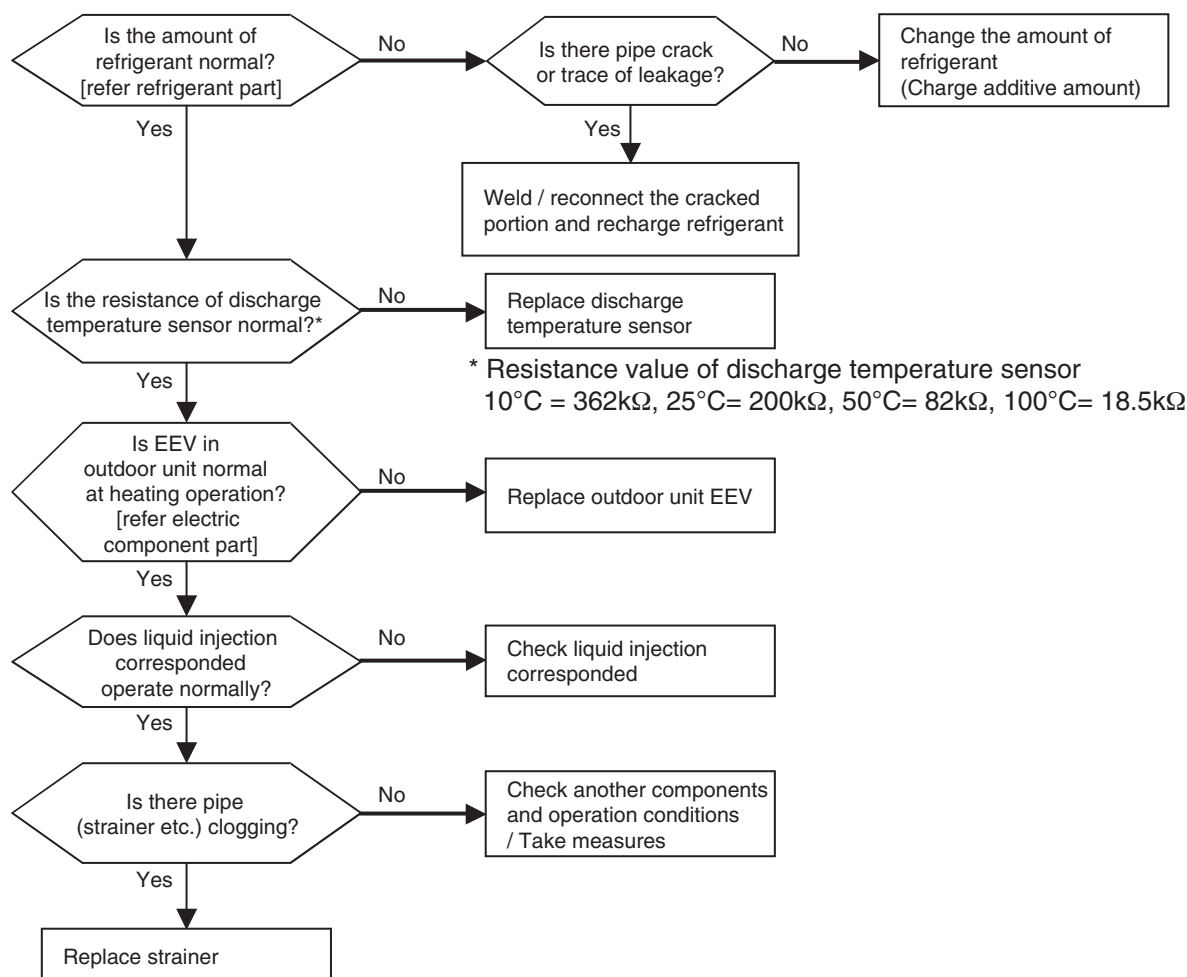 Is the amount of
refrigerant normal?
[refer refrigerant part]
No
Is there pipe crack
or trace of leakage?
No
Change the amount of
refrigerant
(Charge additive amount)
Yes
Yes
Weld / reconnect the cracked
portion and recharge refrigerant
Is the resistance of discharge
temperature sensor normal?*
No
Replace discharge
temperature sensor
* Resistance value of discharge temperature sensor
10°C = 362kΩ, 25°C= 200kΩ, 50°C= 82kΩ, 100°C= 18.5kΩ
Yes
Is EEV in
outdoor unit normal
at heating operation?
[refer electric
component part]
No
Replace outdoor unit EEV
Yes
Does liquid injection
corresponded
operate normally?
No
Check liquid injection
corresponded
Yes
Is there pipe
(strainer etc.) clogging?
No
Check another components
and operation conditions
/ Take measures
Yes
Replace strainer